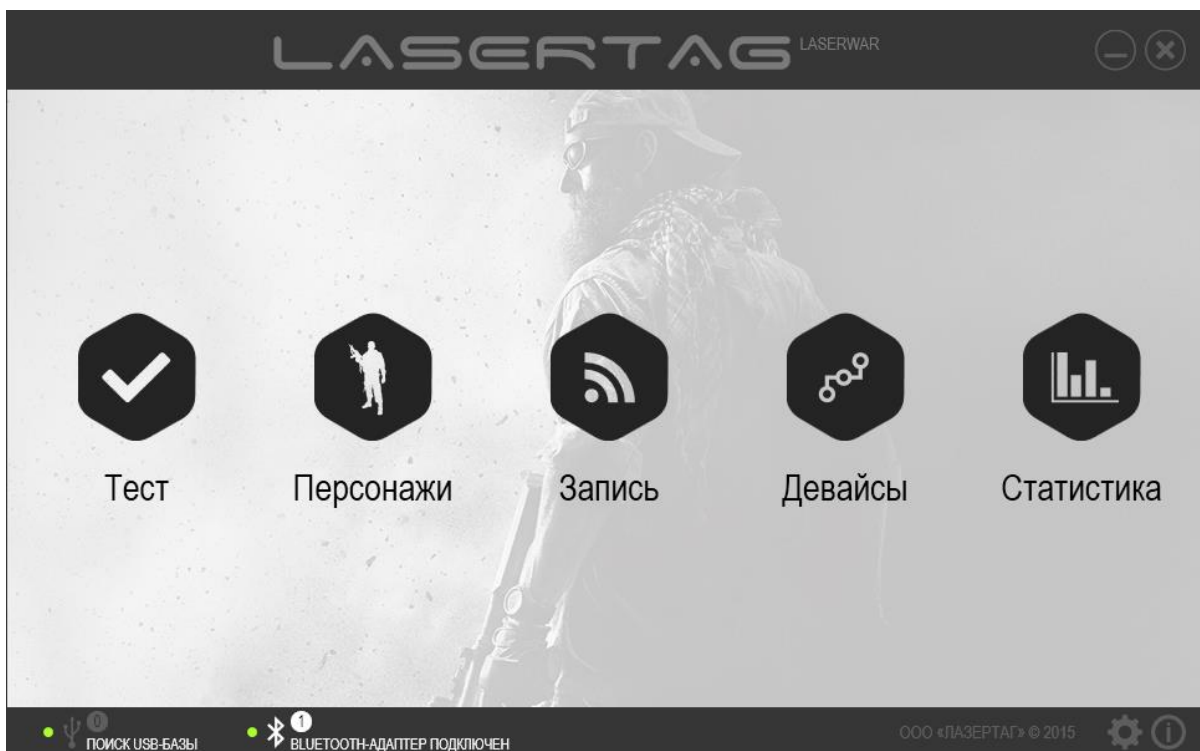 LASERTAG LASERWAR
Тест
Персонажи
Запись
Девайсы
Статистика
0
ПОИСК USB-БАЗЫ
1
BLUETOOTH-АДАПТЕР ПОДКЛЮЧЕН
ООО «ЛАЗЕРТАГ» © 2015